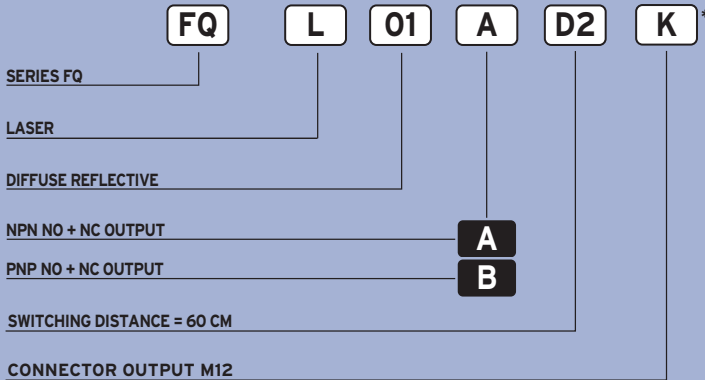 FQ L 01 A D2 K *
SERIES FQ
LASER
DIFFUSE REFLECTIVE
NPN NO + NC OUTPUT A
PNP NO + NC OUTPUT B
SWITCHING DISTANCE = 60 CM
CONNECTOR OUTPUT M12